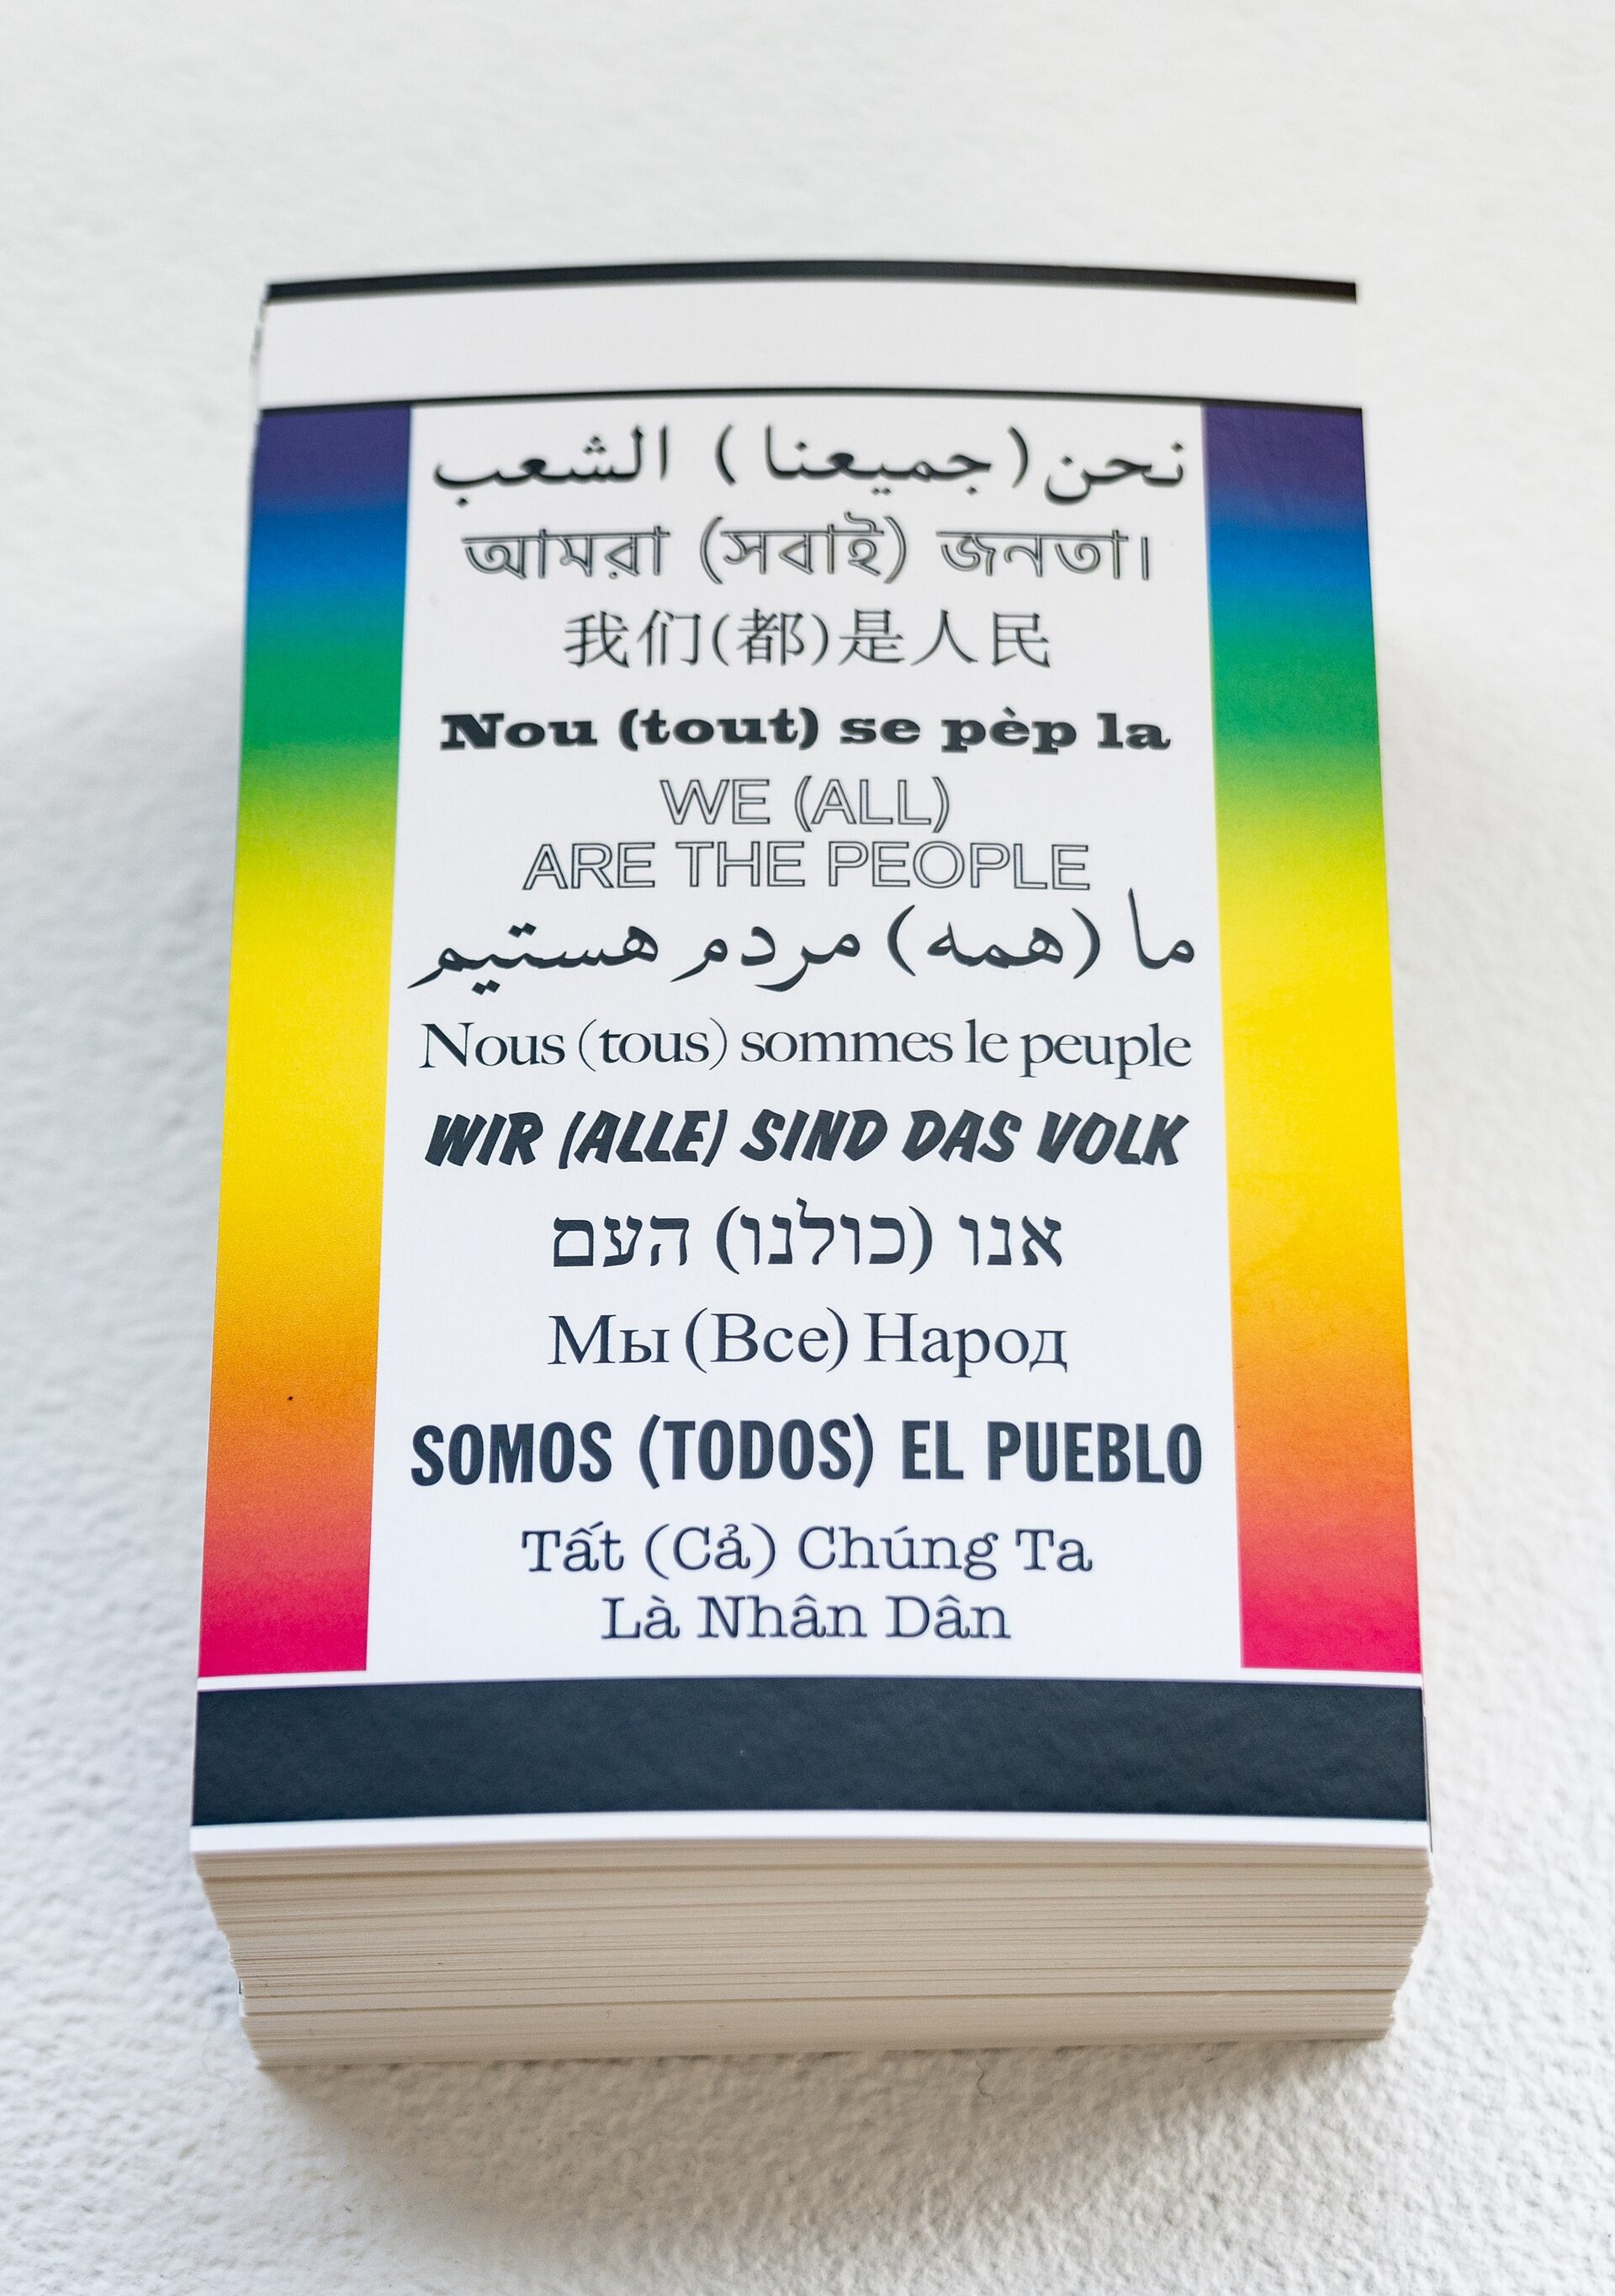 نحن (جميعنا) الشعب
আমরা (সবাই) জনতা।
我们(都)是人民
Nou (tout) se pèp la
WE (ALL)
ARE THE PEOPLE
ما (همه) مردم هستیم
Nous (tous) sommes le peuple
WIR (ALLE) SIND DAS VOLK
אנו (כולנו) העם
Мы (Все) Народ
SOMOS (TODOS) EL PUEBLO
Tất (Cả) Chúng Ta
Là Nhân Dân